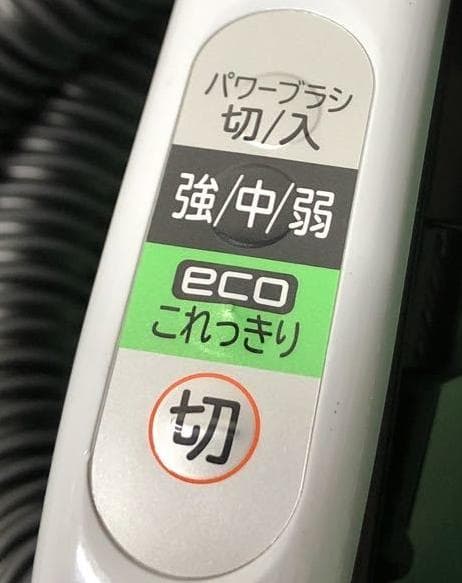 パワーブラシ
切/入
強/中/弱
eco
これっきり
切